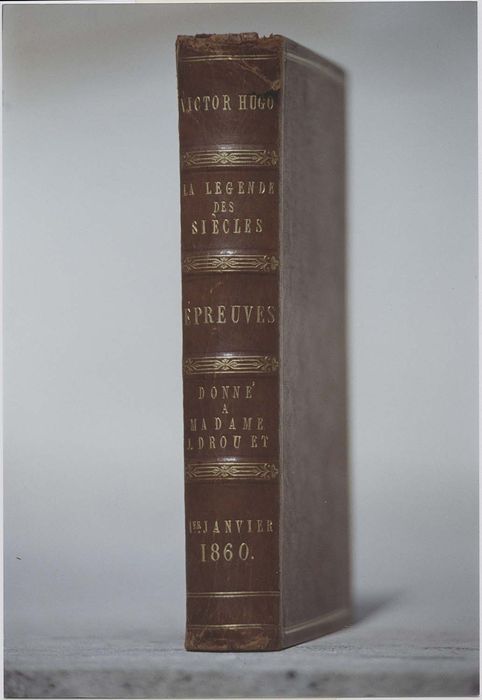 VICTOR HUGO
LA LEGENDE
DES
SIÈCLES
ÉPREUVES
DONNÉ
A
MADAME
J. DROUET
1ER JANVIER
1860.